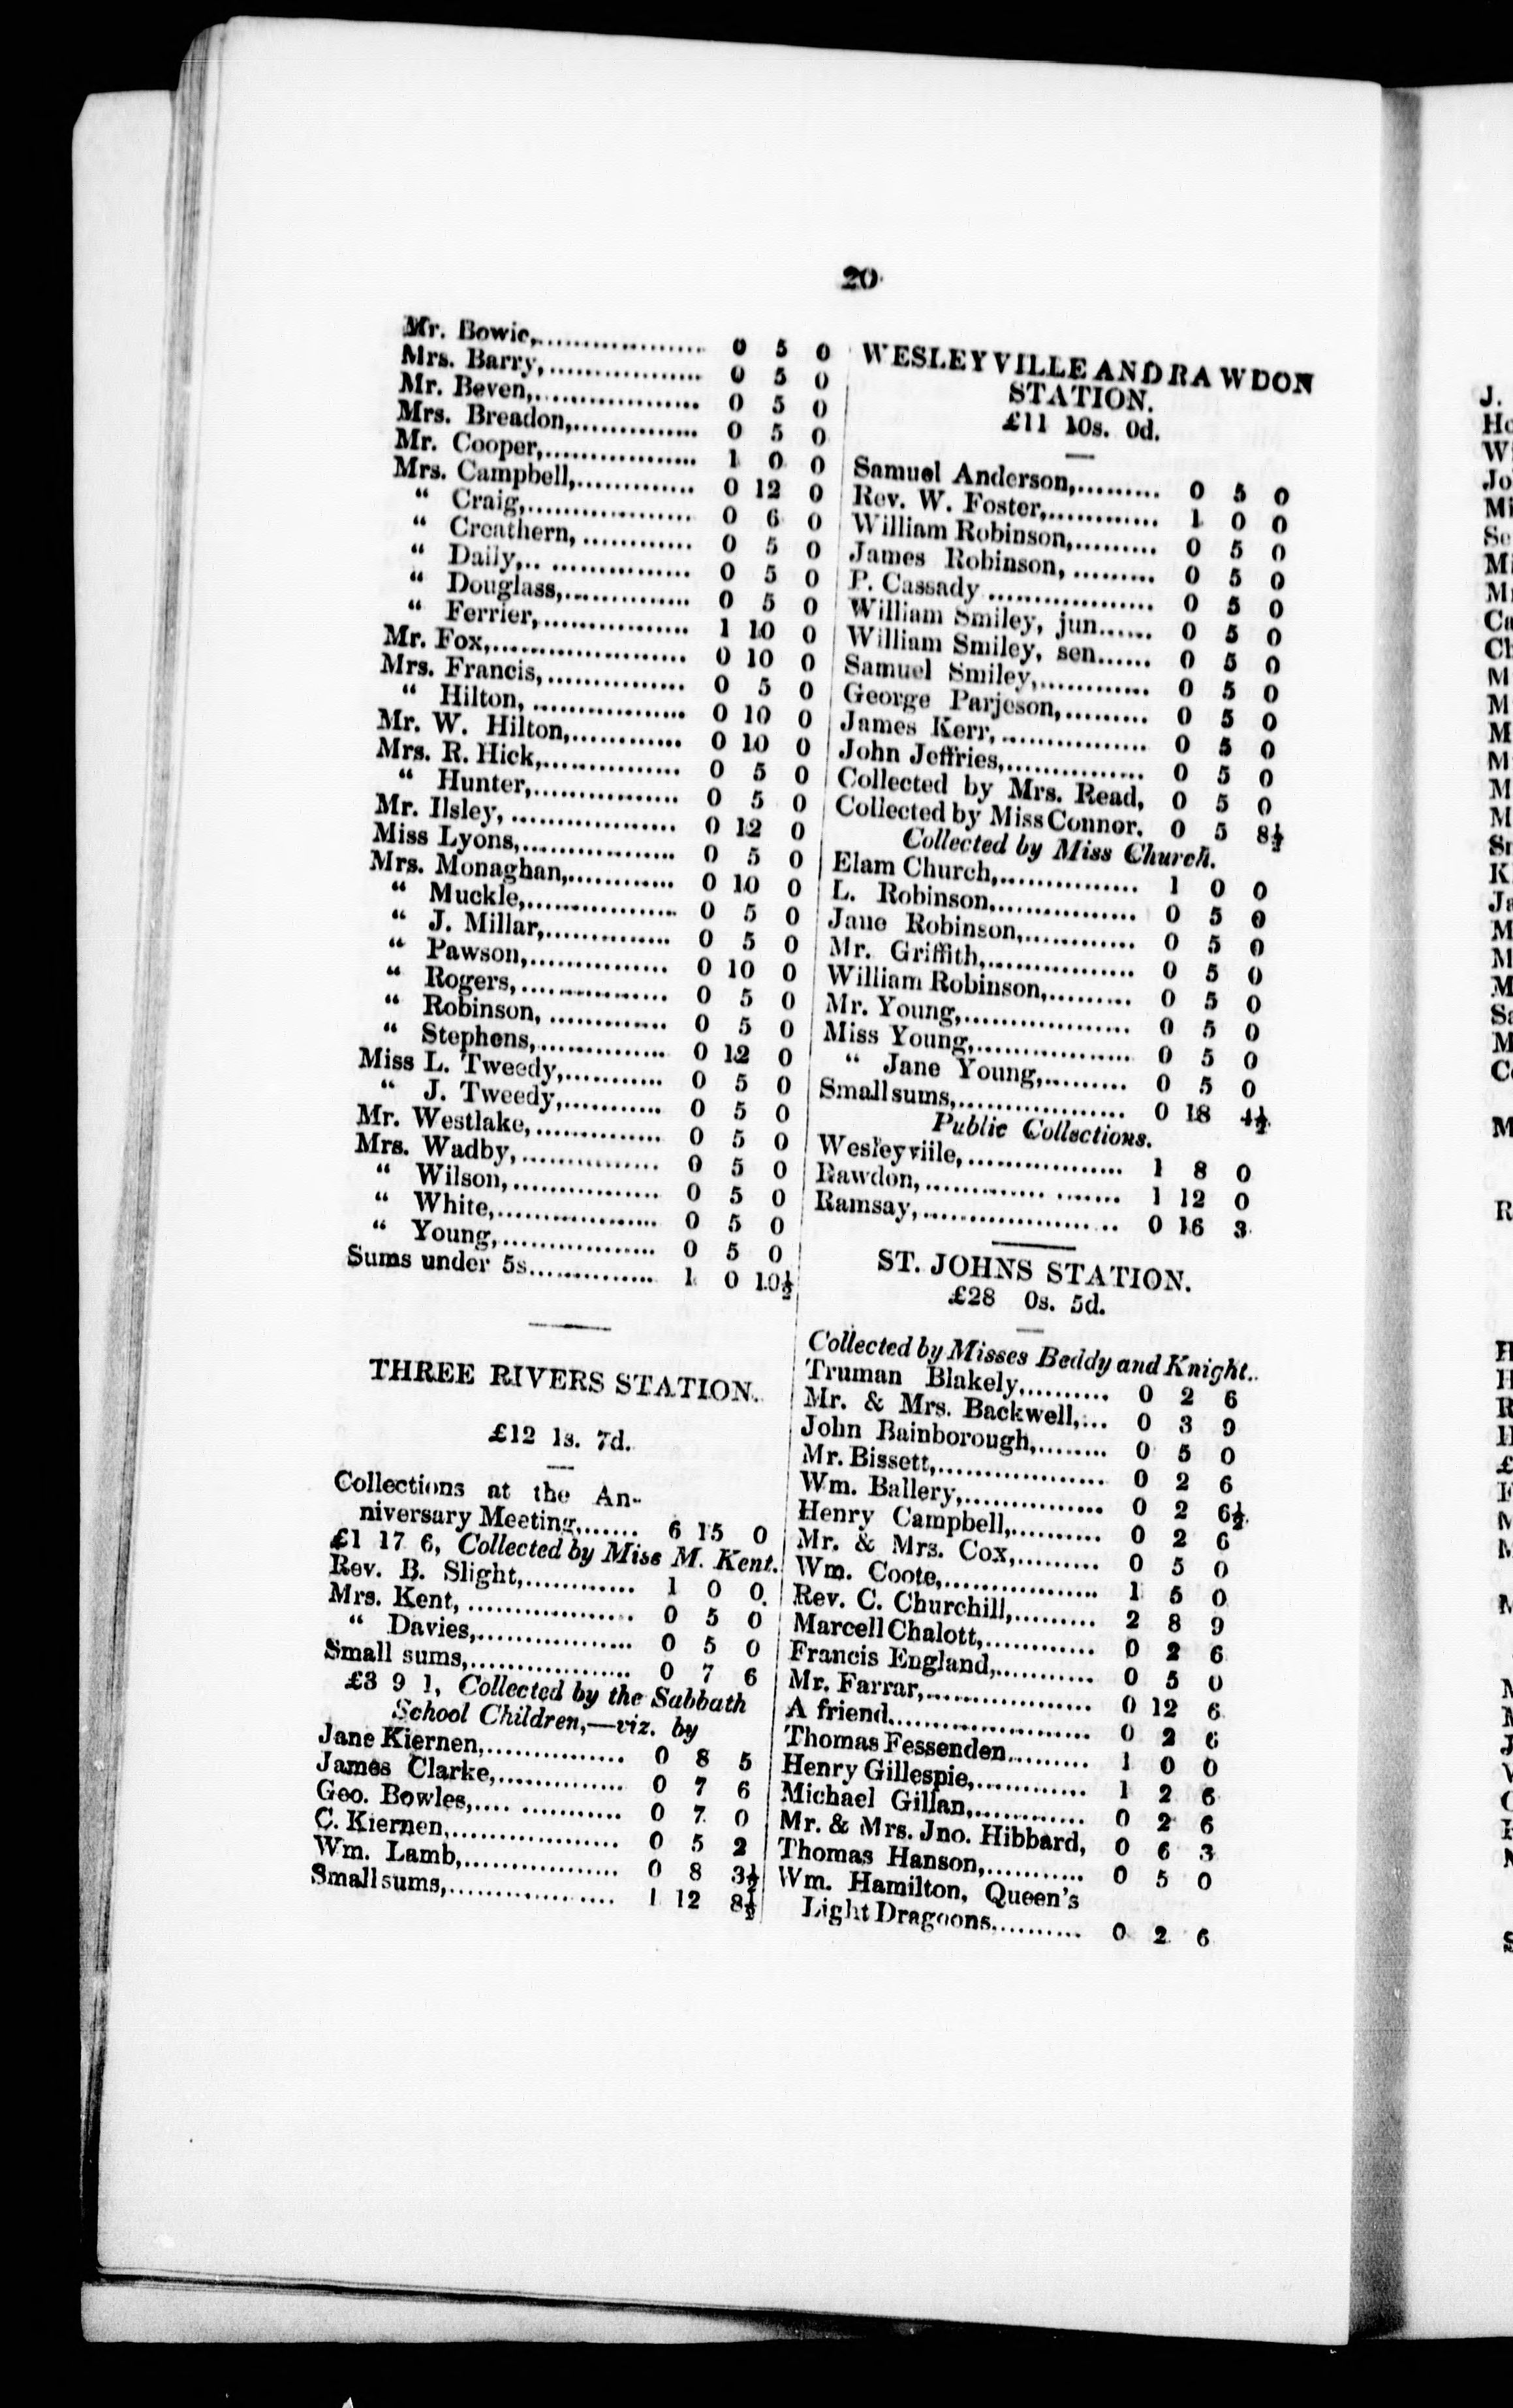 20
Mr. Bowie,................... 0 5 0
Mrs. Barry,.................. 0 5 0
Mr. Beven,................... 0 5 0
Mrs. Breadon,.............. 0 5 0
Mr. Cooper,.................. 1 0 0
Mrs. Campbell,............. 0 12 0
“ Craig,.................... 0 6 0
“ Creathern, ............. 0 5 0
“ Daily,.. ................ 0 5 0
“ Douglass,............... 0 5 0
“ Ferrier,................. 1 10 0
Mr. Fox,....................... 0 10 0
Mrs. Francis,................ 0 5 0
“ Hilton, .................. 0 10 0
Mr. W. Hilton,............. 0 10 0
Mrs. R. Hick,............... 0 5 0
“ Hunter,................. 0 5 0
Mr. Ilsley, ................... 0 12 0
Miss Lyons,.................. 0 5 0
Mrs. Monaghan,............ 0 10 0
“ Muckle,.................. 0 5 0
“ J. Millar,............... 0 5 0
“ Pawson,................ 0 10 0
“ Rogers,................. 0 5 0
“ Robinson, ............. 0 5 0
“ Stephens,............... 0 12 0
Miss L. Tweedy,........... 0 5 0
“ J. Tweedy,........... 0 5 0
Mr. Westlake,............... 0 5 0
Mrs. Wadby,................ 0 5 0
“ Wilson,................. 0 5 0
“ White,................... 0 5 0
“ Young,.................. 0 5 0
Sums under 5s.............. 1 0 10½
THREE RIVERS STATION.
£12 1s. 7d.
Collections at the An-
niversary Meeting,...... 6 15 0
£1 17 6, Collected by Miss M. Kent.
Rev. B. Slight,............. 1 0 0
Mrs. Kent, ................... 0 5 0
“ Davies,.................. 0 5 0
Small sums,................... 0 7 6
£3 9 1, Collected by the Sabbath
School Children,—viz. by
Jane Kiernen,............... 0 8 5
James Clarke,............... 0 7 6
Geo. Bowles,.... ........... 0 7 0
C. Kiernen,.................. 0 5 2
Wm. Lamb,................. 0 8 3½
Small sums,.................. 1 12 8½
WESLEYVILLE AND RAWDON
STATION.
£11 10s. 0d.
Samuel Anderson,......... 0 5 0
Rev. W. Foster,............ 1 0 0
William Robinson,.......... 0 5 0
James Robinson, ......... 0 5 0
P. Cassady ................... 0 5 0
William Smiley, jun...... 0 5 0
William Smiley, sen...... 0 5 0
Samuel Smiley,............ 0 5 0
George Parjeson,.......... 0 5 0
James Kerr,................. 0 5 0
John Jeffries,................ 0 5 0
Collected by Mrs. Read, 0 5 0
Collected by Miss Connor. 0 5 8½
Collected by Miss Church.
Elam Church,............... 1 0 0
L. Robinson................. 0 5 0
Jane Robinson,............. 0 5 0
Mr. Griffith,................. 0 5 0
William Robinson,......... 0 5 0
Mr. Young,................... 0 5 0
Miss Young,.................. 0 5 0
“ Jane Young,......... 0 5 0
Small sums,................... 0 18 4½
Public Collections.
Wesleyville,.................. 1 8 0
Rawdon,.............. ....... 1 12 0
Ramsay,....................... 0 16 3
ST. JOHNS STATION.
£28 0s. 5d.
Collected by Misses Beddy and Knight.
Truman Blakely,.......... 0 2 6
Mr. & Mrs. Backwell,... 0 3 9
John Bainborough,........ 0 5 0
Mr. Bissett,................... 0 2 6
Wm. Ballery,................ 0 2 6½
Henry Campbell,.......... 0 2 6
Mr. & Mrs. Cox,......... 0 5 0
Wm. Coote,.................. 1 5 0
Rev. C. Churchill,......... 2 8 9
Marcell Chalott,............ 0 2 6
Francis England,........... 0 5 0
Mr. Farrar,................... 0 12 6
A friend....................... 0 2 6
Thomas Fessenden......... 1 0 0
Henry Gillespie,............ 1 2 6
Michael Gillan,............. 0 2 6
Mr. & Mrs. Jno. Hibbard, 0 6 3
Thomas Hanson,........... 0 5 0
Wm. Hamilton, Queen's
Light Dragoons.......... 0 2 6